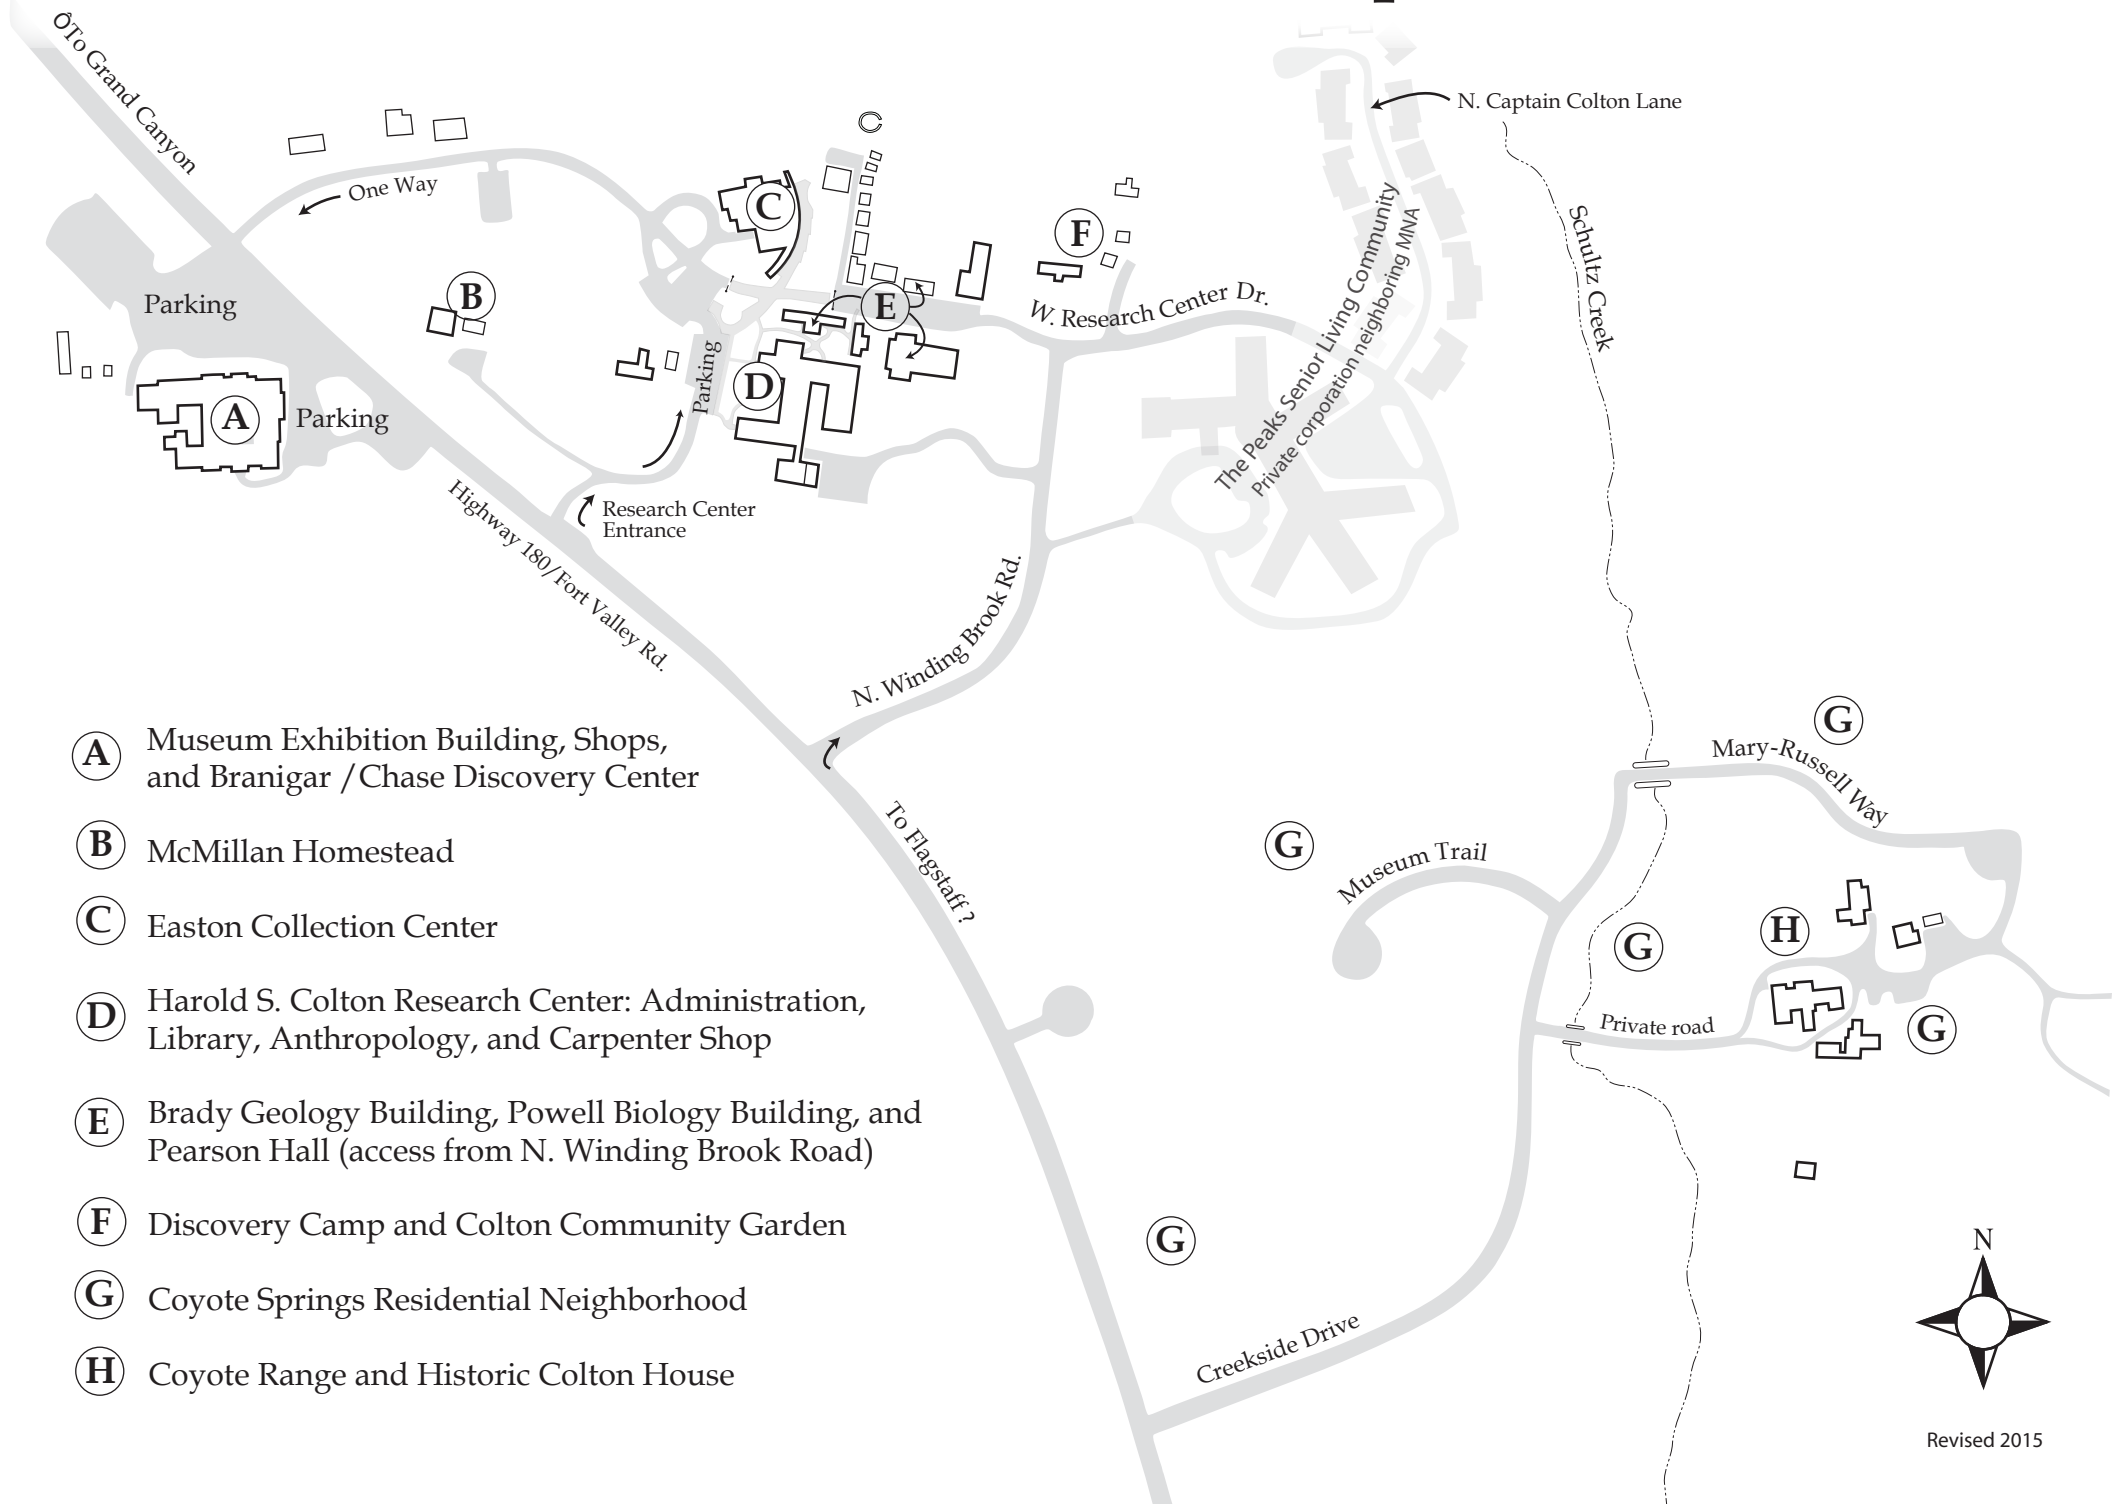 ÔTo Grand Canyon
N. Captain Colton Lane
One Way
C
F
Schultz Creek
B
Parking
E
W. Research Center Dr.
The Peaks Senior Living Community
Private corporation neighboring MNA
Parking
D
A
Parking
Research Center
Entrance
Highway 180/Fort Valley Rd.
N. Winding Brook Rd.
G
Mary-Russell Way
To Flagstaff ?
G
Museum Trail
G
H
Private road
G
G
Creekside Drive
N
Revised 2015
A Museum Exhibition Building, Shops,
and Branigar /Chase Discovery Center
B McMillan Homestead
C Easton Collection Center
D Harold S. Colton Research Center: Administration,
Library, Anthropology, and Carpenter Shop
E Brady Geology Building, Powell Biology Building, and
Pearson Hall (access from N. Winding Brook Road)
F Discovery Camp and Colton Community Garden
G Coyote Springs Residential Neighborhood
H Coyote Range and Historic Colton House